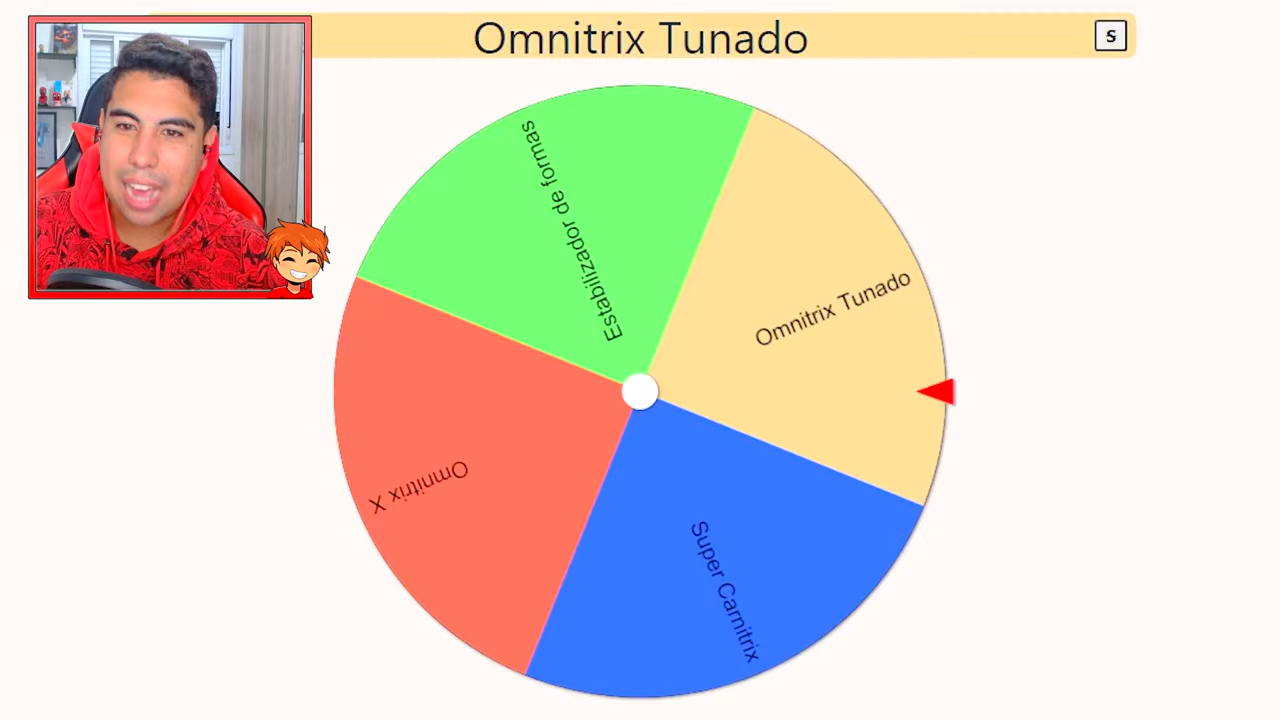 Omnitrix Tunado
S
Estabilizador de formas
Omnitrix Tunado
Omnitrix X
Super Carnitrix